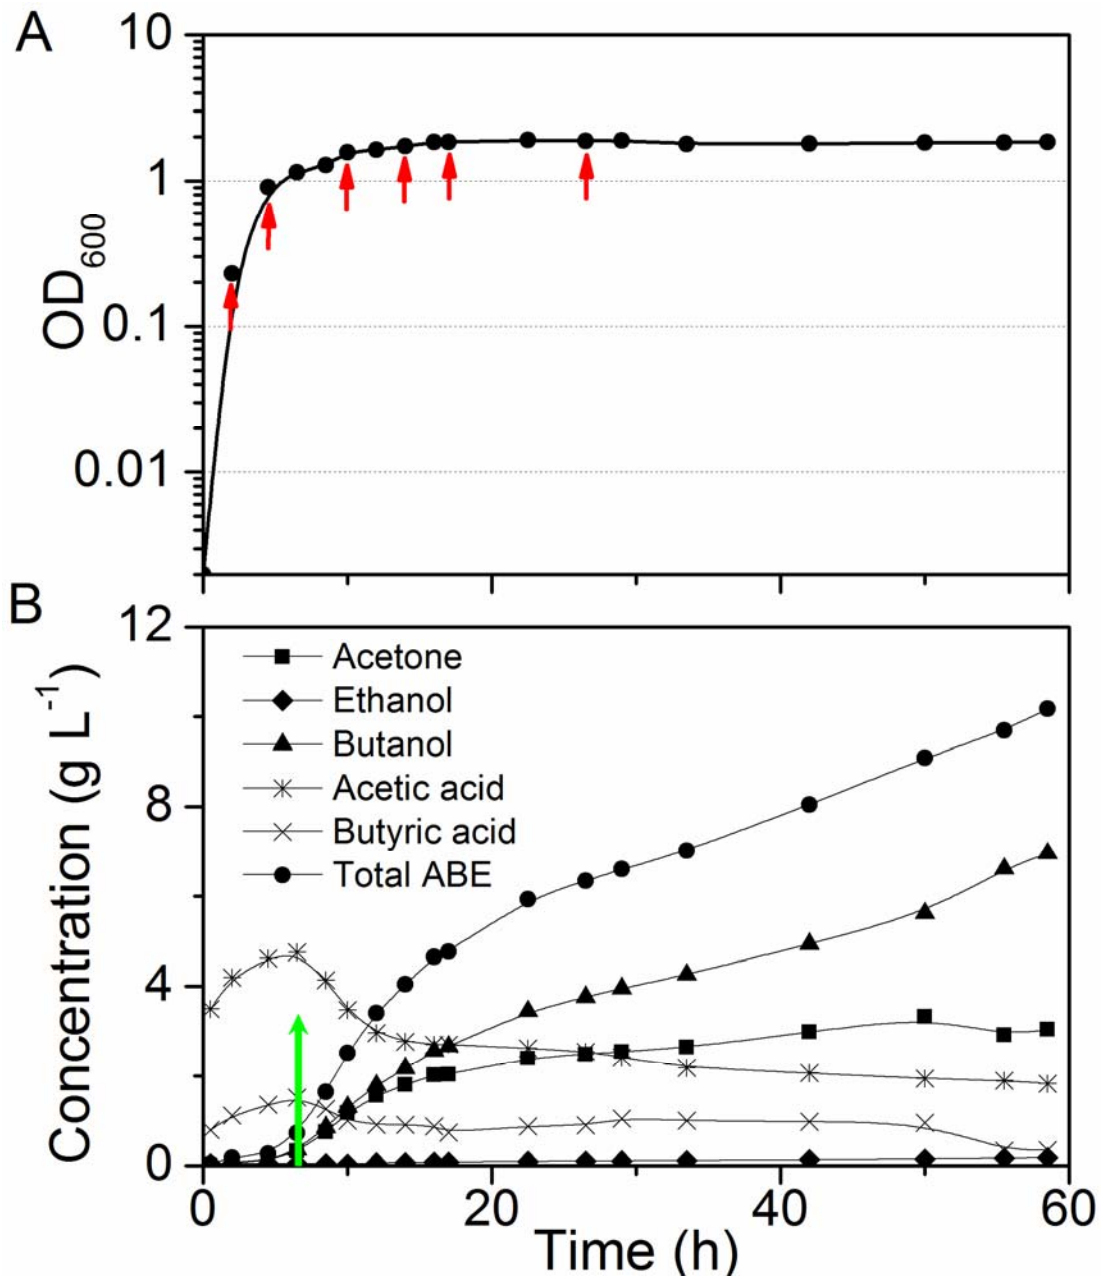 A
10
1
0.1
0.01
OD600
B
12
8
4
0
Concentration (g L-1)
Acetone
Ethanol
Butanol
Acetic acid
Butyric acid
Total ABE
0 20 40 60
Time (h)